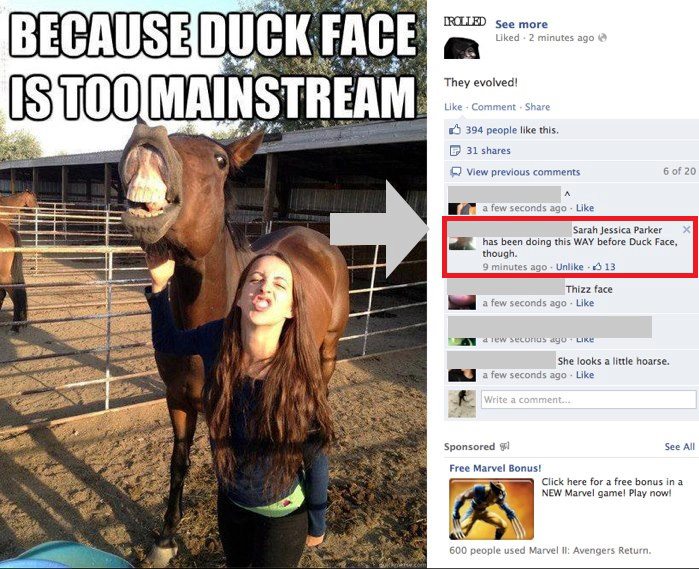 BECAUSE DUCK FACE
IS TOO MAINSTREAM
TROLLED
See more
Liked · 2 minutes ago
They evolved!
Like · Comment · Share
394 people like this.
31 shares
View previous comments
6 of 20
^
a few seconds ago · Like
Sarah Jessica Parker
has been doing this WAY before Duck Face,
though.
9 minutes ago · Unlike · 13
Thizz face
a few seconds ago · Like
a few seconds ago · Like
She looks a little hoarse.
a few seconds ago · Like
Write a comment...
Sponsored
See All
Free Marvel Bonus!
Click here for a free bonus in a
NEW Marvel game! Play now!
600 people used Marvel II: Avengers Return.